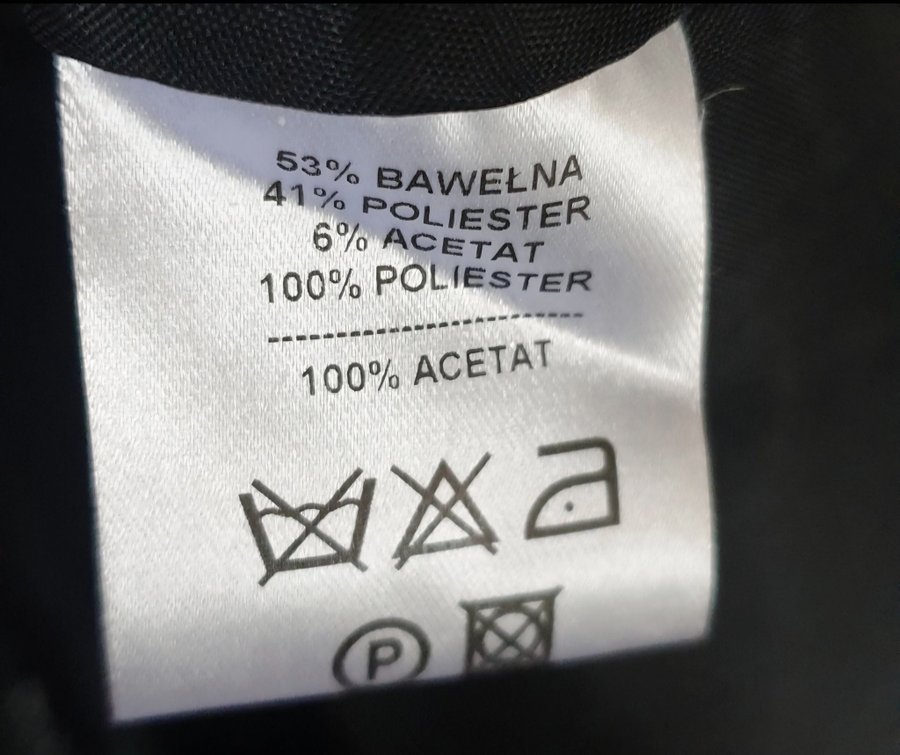 53% BAWEŁNA
41% POLIESTER
6% ACETAT
100% POLIESTER
--------------------------
100% ACETAT
P